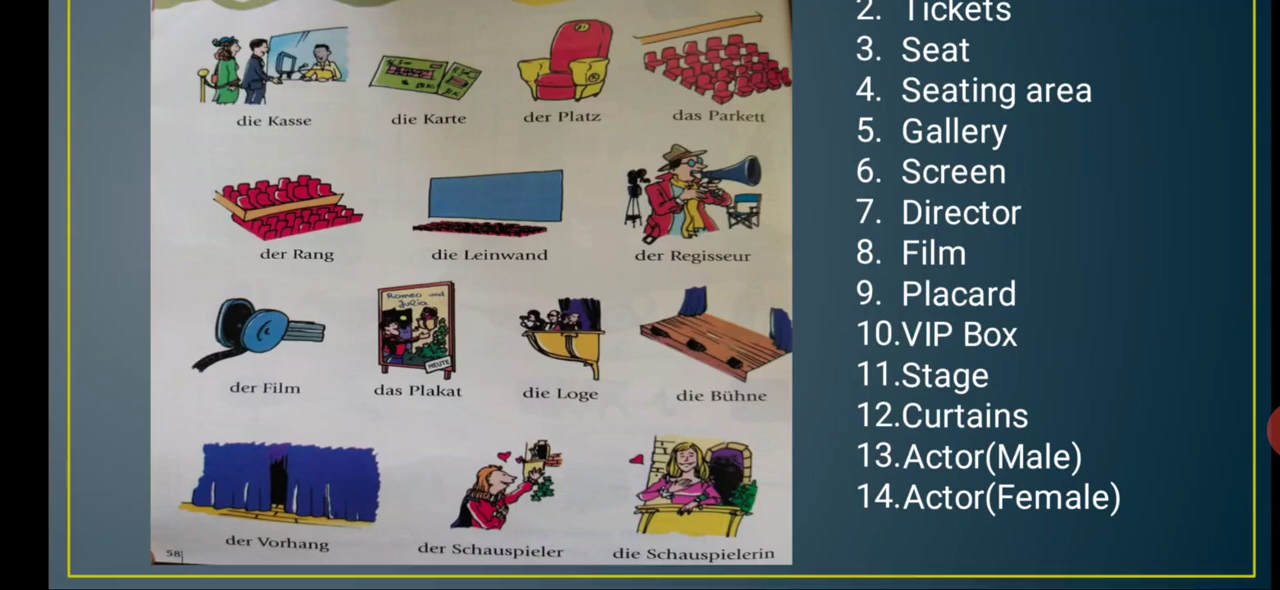 die Kasse
die Karte
der Platz
das Parkett
der Rang
die Leinwand
der Regisseur
Romeo und
Julia
HEUTE
der Film
das Plakat
die Loge
die Bühne
der Vorhang
der Schauspieler
die Schauspielerin
58
2. Tickets
3. Seat
4. Seating area
5. Gallery
6. Screen
7. Director
8. Film
9. Placard
10.VIP Box
11.Stage
12.Curtains
13.Actor(Male)
14.Actor(Female)